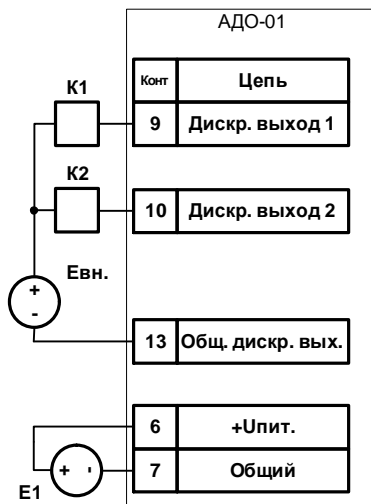 АДО-01
Конт Цепь
К1
9 Дискр. выход 1
К2
10 Дискр. выход 2
Евн.
+
-
13 Общ. дискр. вых.
6 +Uпит.
+ -
7 Общий
Е1